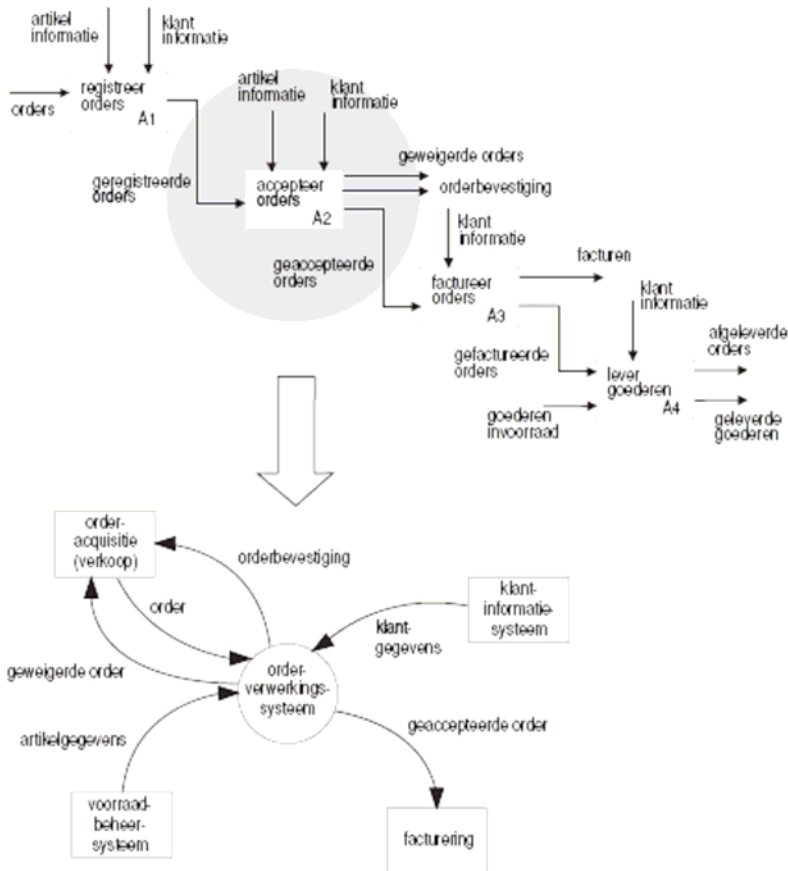 artikel
informatie
klant
informatie
orders
registreer
orders
A1
artikel
informatie
klant
informatie
geregistreerde
orders
accepteer
orders
A2
geweigerde orders
orderbevestiging
geaccepteerde
orders
klant
informatie
factureer
orders
A3
facturen
klant
informatie
gefactureerde
orders
lever
goederen
A4
afgeleverde
orders
goederen
invoorraad
geleverde
goederen
order-
acquisitie
(verkoop)
orderbevestiging
order
klant-
informatie-
systeem
klant-
gegevens
geweigerde order
order-
verwerkings-
systeem
artikelgegevens
geaccepteerde order
voorraad-
beheer-
systeem
facturering